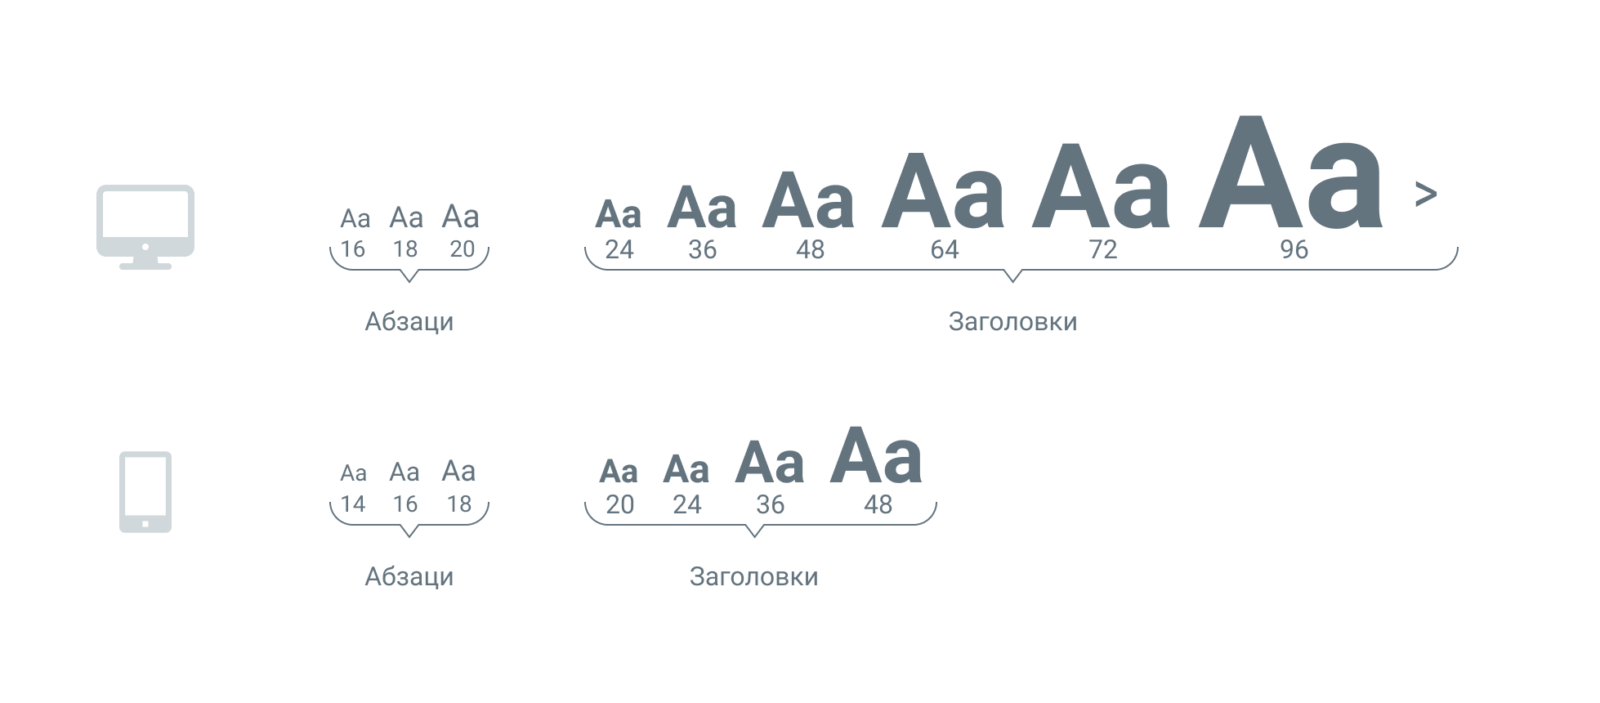 Aa Aa Aa Aa Aa Aa Aa Aa Aa >
16 18 20 24 36 48 64 72 96
Абзаци Заголовки
Aa Aa Aa Aa Aa Aa Aa
14 16 18 20 24 36 48
Абзаци Заголовки